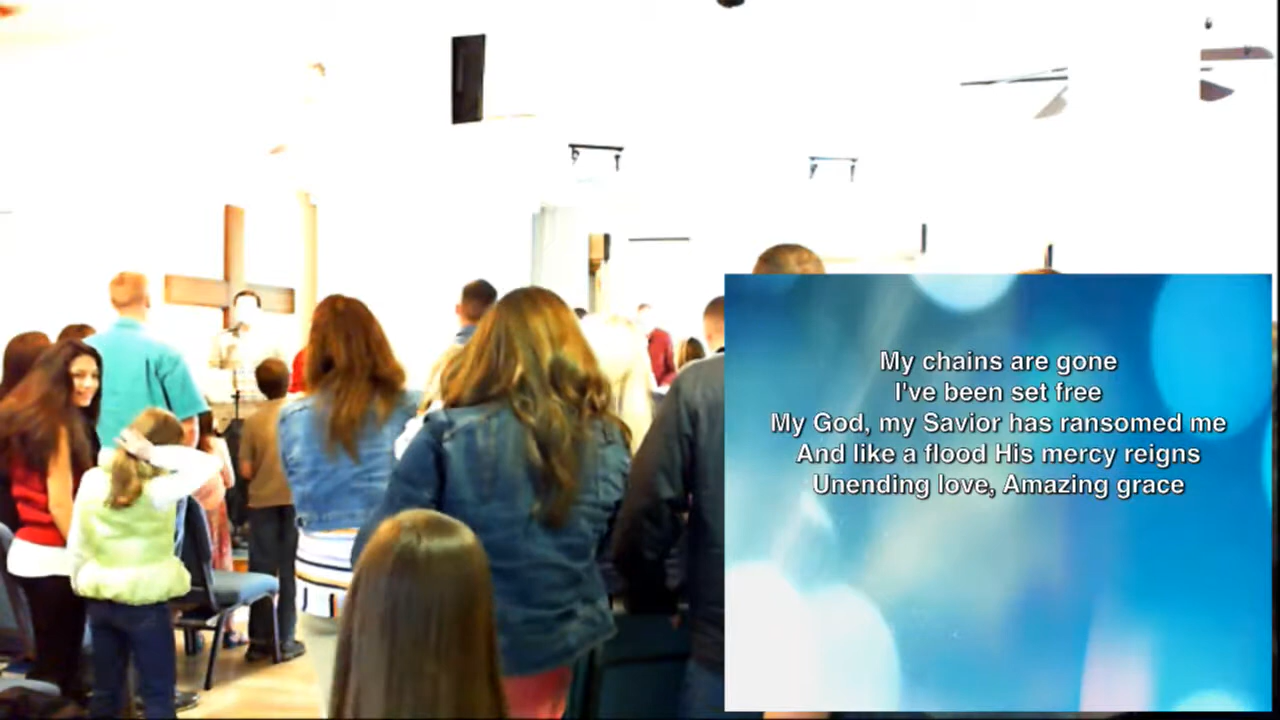 My chains are gone
I've been set free
My God, my Savior has ransomed me
And like a flood His mercy reigns
Unending love, Amazing grace